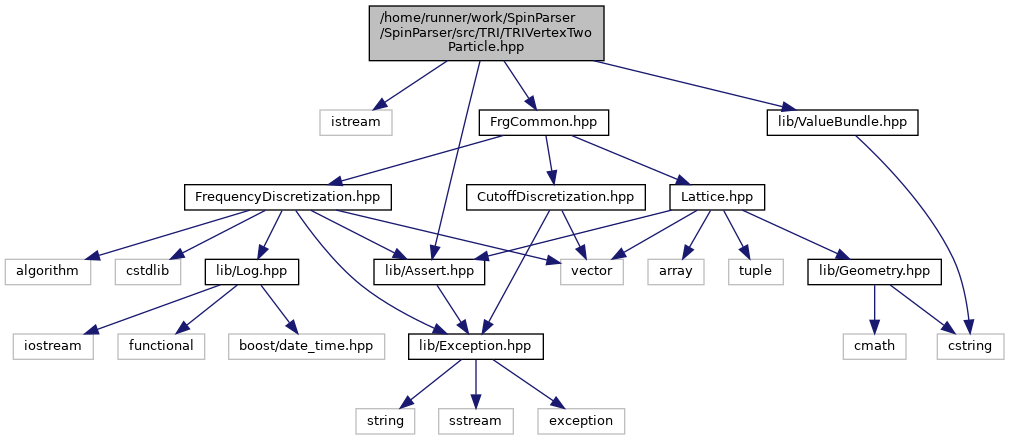 /home/runner/work/SpinParser
/SpinParser/src/TRI/TRIVertexTwo
Particle.hpp
istream
FrgCommon.hpp
lib/ValueBundle.hpp
FrequencyDiscretization.hpp
CutoffDiscretization.hpp
Lattice.hpp
algorithm
cstdlib
lib/Log.hpp
lib/Assert.hpp
vector
array
tuple
lib/Geometry.hpp
iostream
functional
boost/date_time.hpp
lib/Exception.hpp
cmath
cstring
string
sstream
exception